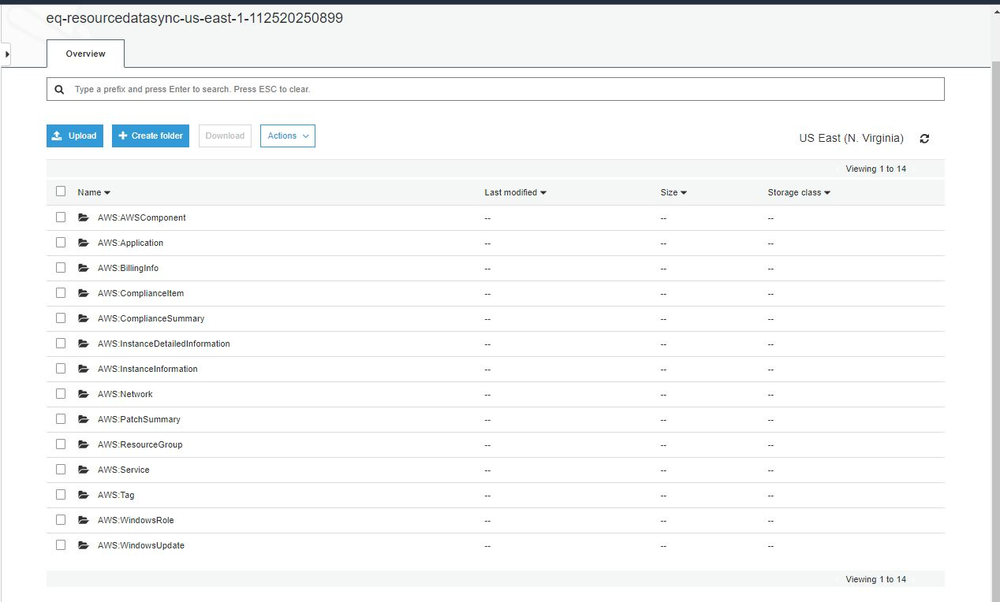 eq-resourcedatasync-us-east-1-112520250899
Overview
Type a prefix and press Enter to search. Press ESC to clear.
Upload Create folder Download Actions US East (N. Virginia)
Viewing 1 to 14
Name Last modified Size Storage class
AWS:AWSComponent -- -- --
AWS:Application -- -- --
AWS:BillingInfo -- -- --
AWS:ComplianceItem -- -- --
AWS:ComplianceSummary -- -- --
AWS:InstanceDetailedInformation -- -- --
AWS:InstanceInformation -- -- --
AWS:Network -- -- --
AWS:PatchSummary -- -- --
AWS:ResourceGroup -- -- --
AWS:Service -- -- --
AWS:Tag -- -- --
AWS:WindowsRole -- -- --
AWS:WindowsUpdate -- -- --
Viewing 1 to 14